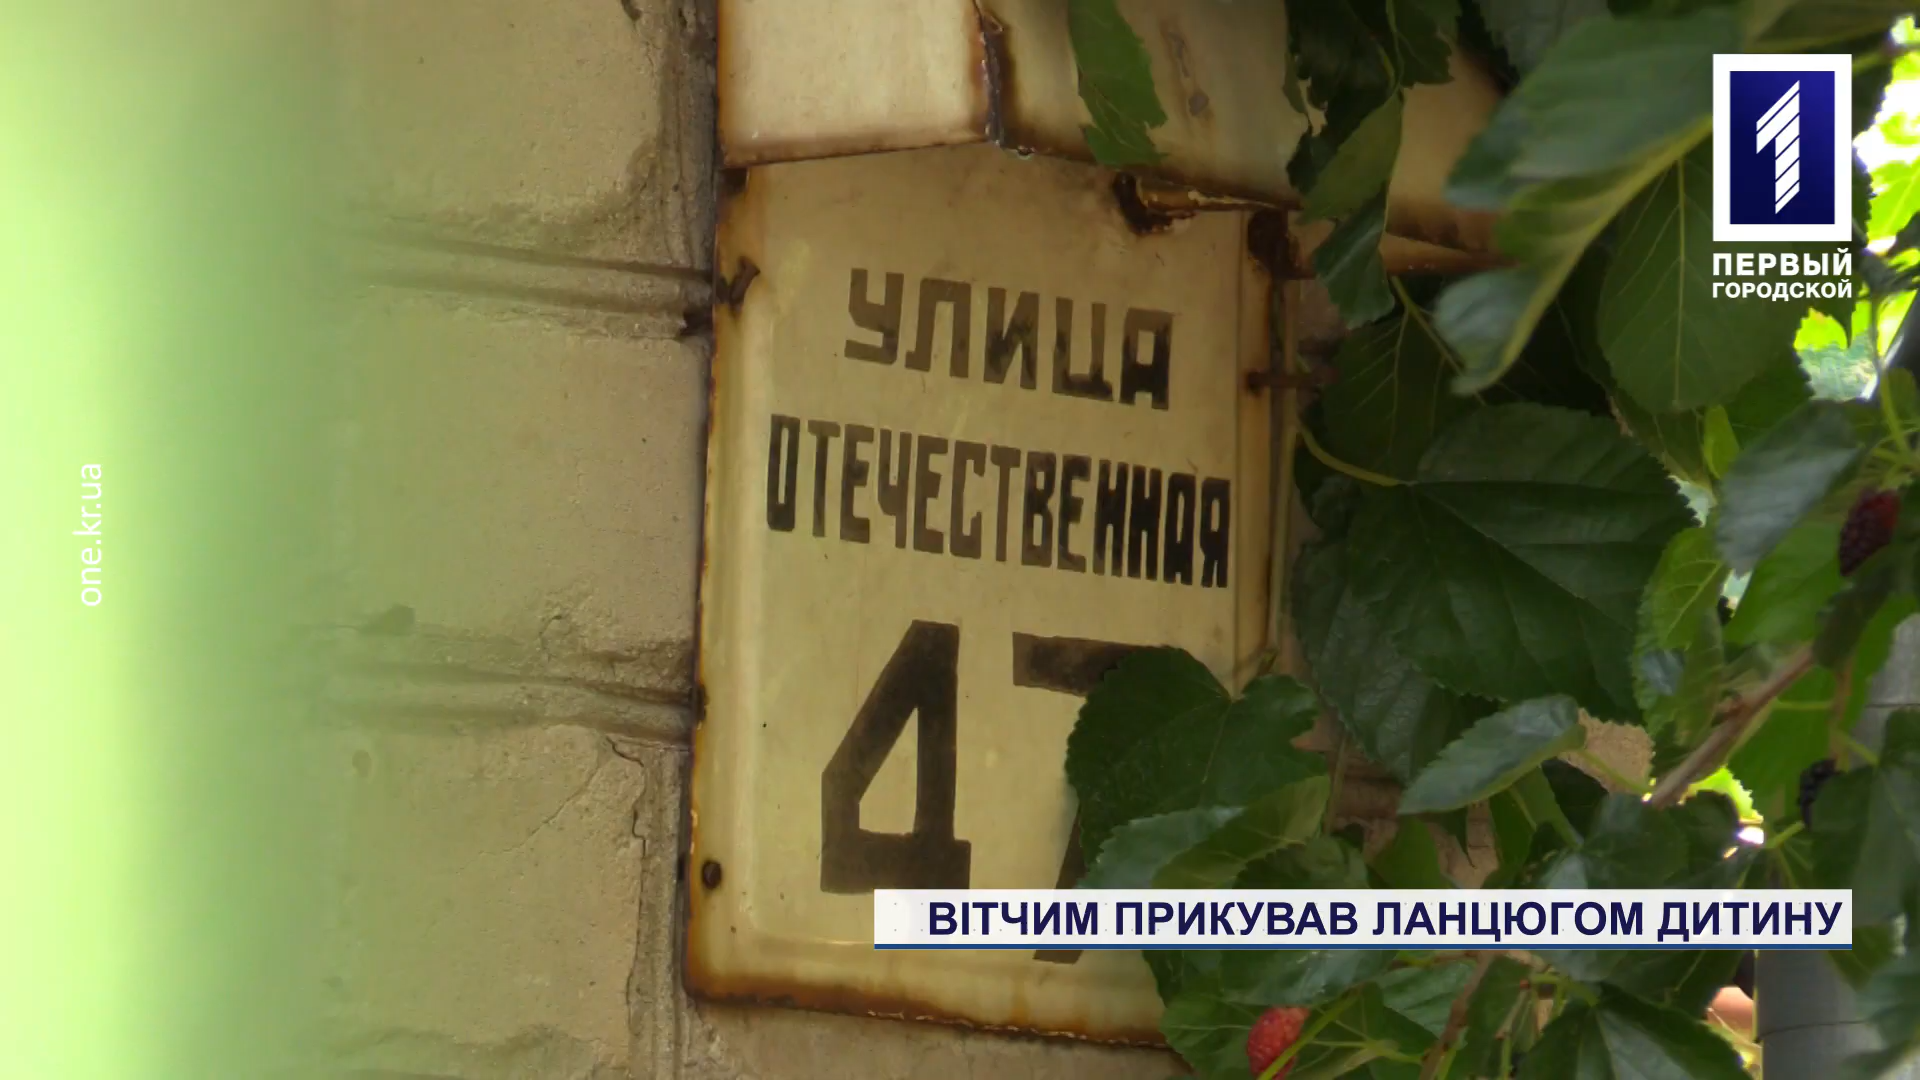 ПЕРВЫЙ
ГОРОДСКОЙ
УЛИЦА
ОТЕЧЕСТВЕННАЯ
47
one.kr.ua
ВІТЧИМ ПРИКУВАВ ЛАНЦЮГОМ ДИТИНУ